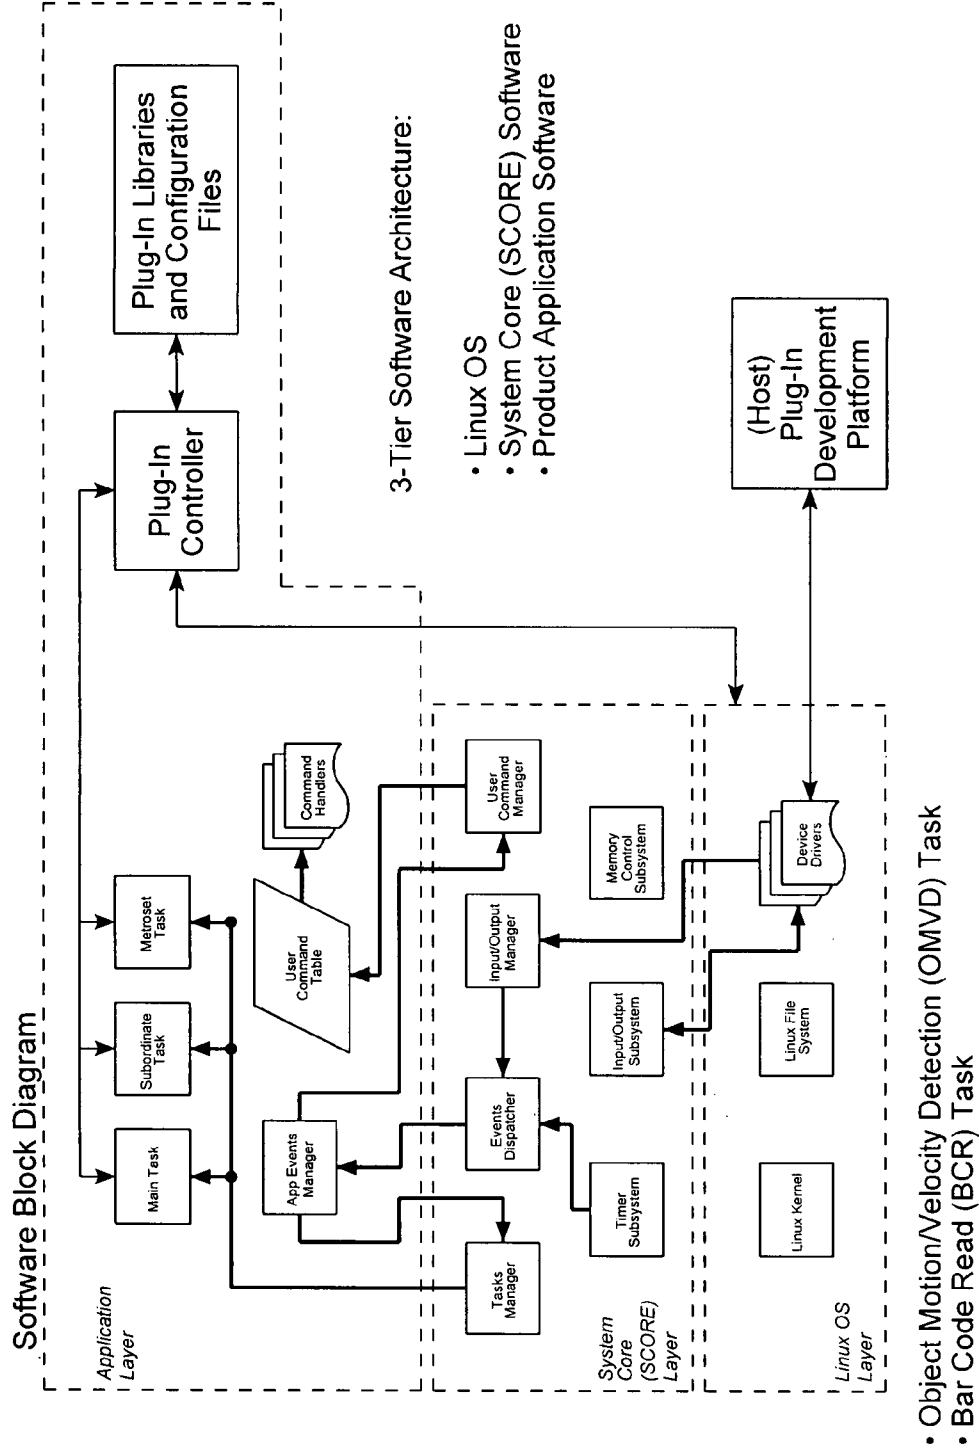 Software Block Diagram
Application
Layer
Main Task
Subordinate
Task
Metroset
Task
Plug-In
Controller
Plug-In Libraries
and Configuration
Files
App Events
Manager
User
Command
Table
Command
Handlers
3-Tier Software Architecture:
• Linux OS
• System Core (SCORE) Software
• Product Application Software
Tasks
Manager
Events
Dispatcher
Input/Output
Manager
User
Command
Manager
System
Core
(SCORE)
Layer
Timer
Subsystem
Input/Output
Subsystem
Memory
Control
Subsystem
Linux OS
Layer
Linux Kernel
Linux File
System
Device
Drivers
(Host)
Plug-In
Development
Platform
• Object Motion/Velocity Detection (OMVD) Task
• Bar Code Read (BCR) Task